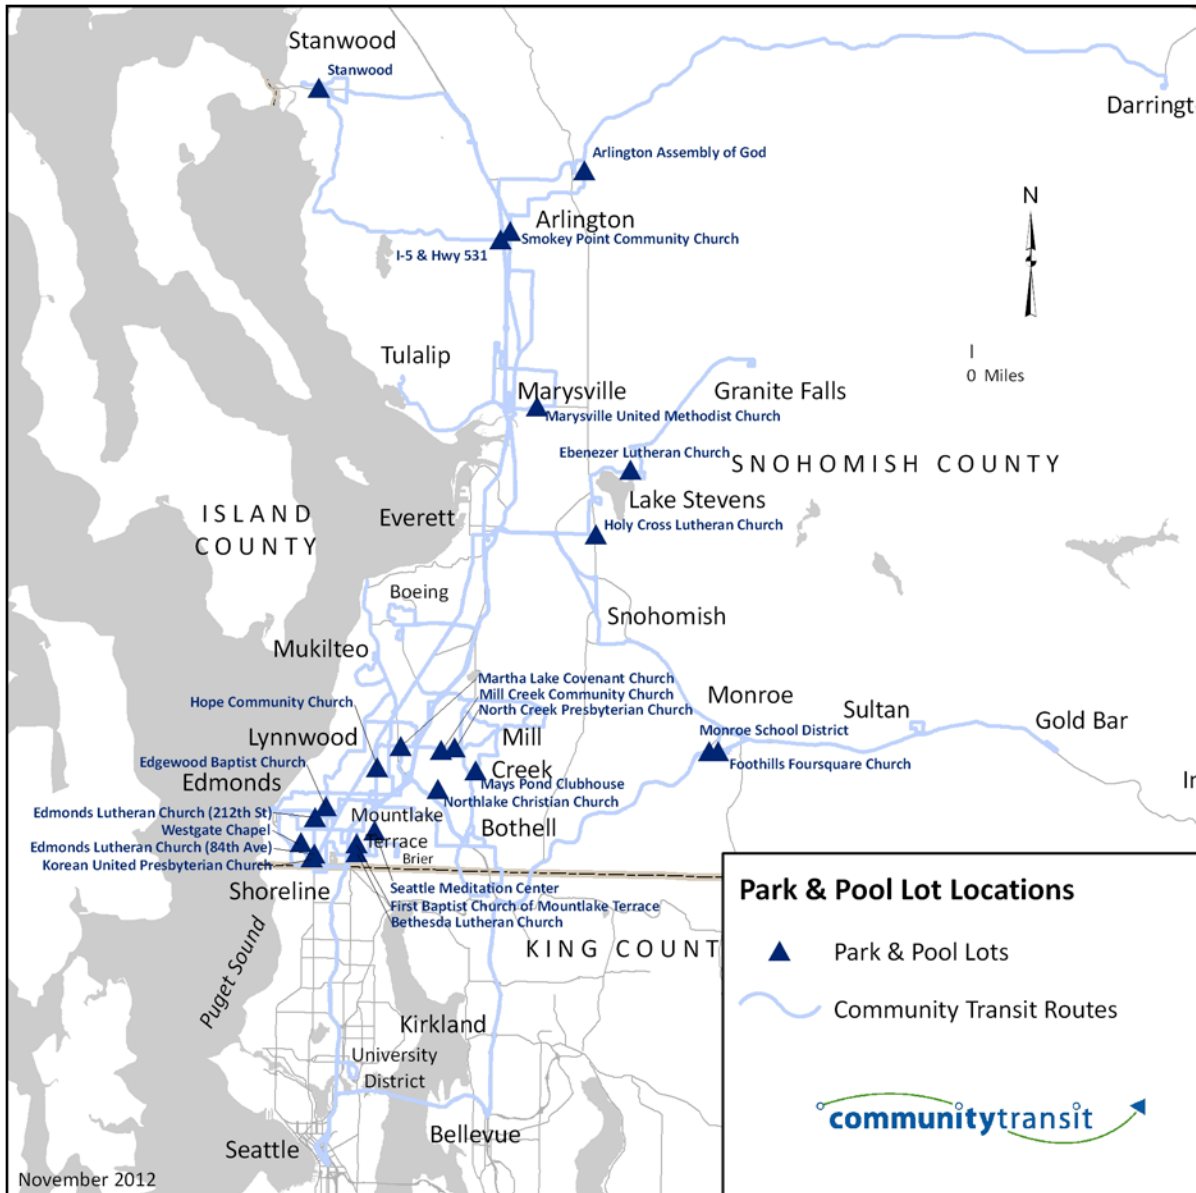 Stanwood
Stanwood
Darringt
Arlington Assembly of God
N
Arlington
Smokey Point Community Church
I-5 & Hwy 531
0 Miles
Tulalip
Marysville
Granite Falls
Marysville United Methodist Church
Ebenezer Lutheran Church
SNOHOMISH COUNTY
Lake Stevens
ISLAND
COUNTY
Everett
Holy Cross Lutheran Church
Boeing
Snohomish
Mukilteo
Martha Lake Covenant Church
Mill Creek Community Church
North Creek Presbyterian Church
Hope Community Church
Monroe
Sultan
Gold Bar
Lynnwood
Mill
Creek
Monroe School District
Foothills Foursquare Church
Edgewood Baptist Church
Edmonds
Mays Pond Clubhouse
Northlake Christian Church
In
Edmonds Lutheran Church (212th St)
Westgate Chapel
Edmonds Lutheran Church (84th Ave)
Korean United Presbyterian Church
Mountlake
Terrace
Brier
Bothell
Shoreline
Seattle Meditation Center
First Baptist Church of Mountlake Terrace
Bethesda Lutheran Church
KING COUNT
Puget Sound
Kirkland
University
District
Bellevue
Seattle
November 2012
Park & Pool Lot Locations
Park & Pool Lots
Community Transit Routes
communitytransit